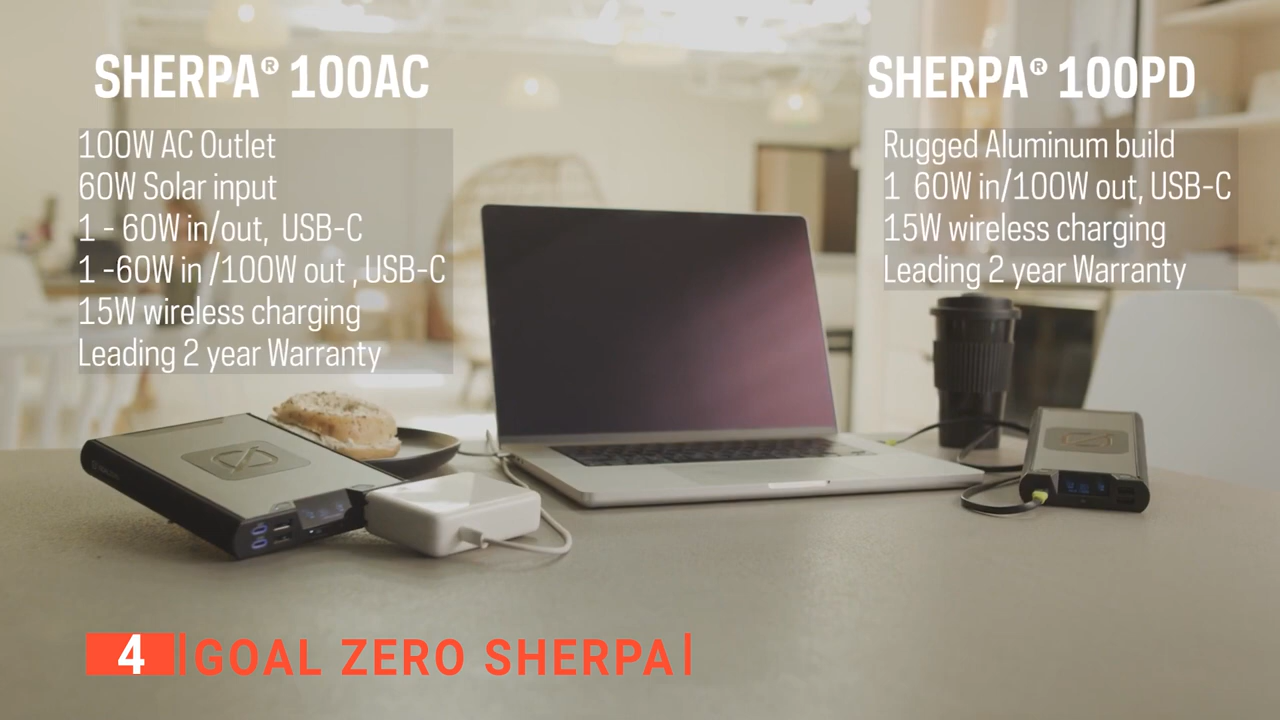 SHERPA® 100AC
100W AC Outlet
60W Solar input
1 - 60W in/out,  USB-C
1 -60W in /100W out , USB-C
15W wireless charging
Leading 2 year Warranty
SHERPA® 100PD
Rugged Aluminum build
1  60W in/100W out, USB-C
15W wireless charging
Leading 2 year Warranty
4 |GOAL ZERO SHERPA|